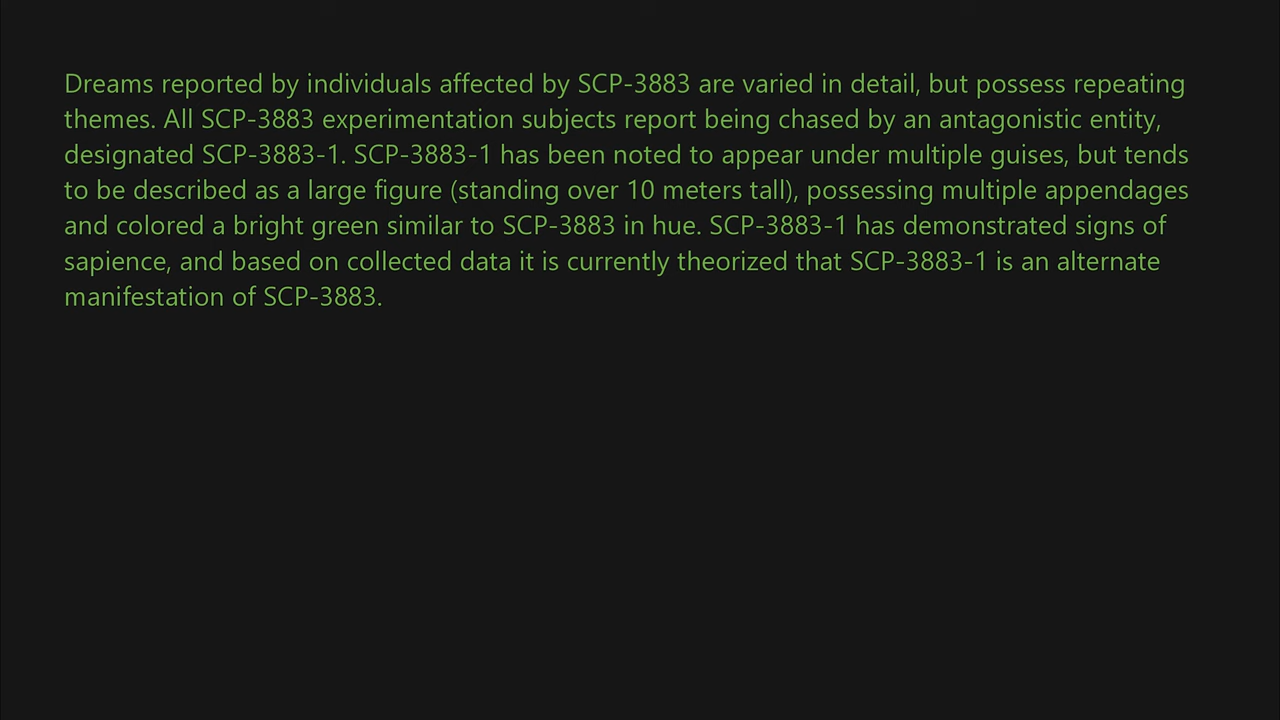 Dreams reported by individuals affected by SCP-3883 are varied in detail, but possess repeating
themes. All SCP-3883 experimentation subjects report being chased by an antagonistic entity,
designated SCP-3883-1. SCP-3883-1 has been noted to appear under multiple guises, but tends
to be described as a large figure (standing over 10 meters tall), possessing multiple appendages
and colored a bright green similar to SCP-3883 in hue. SCP-3883-1 has demonstrated signs of
sapience, and based on collected data it is currently theorized that SCP-3883-1 is an alternate
manifestation of SCP-3883.